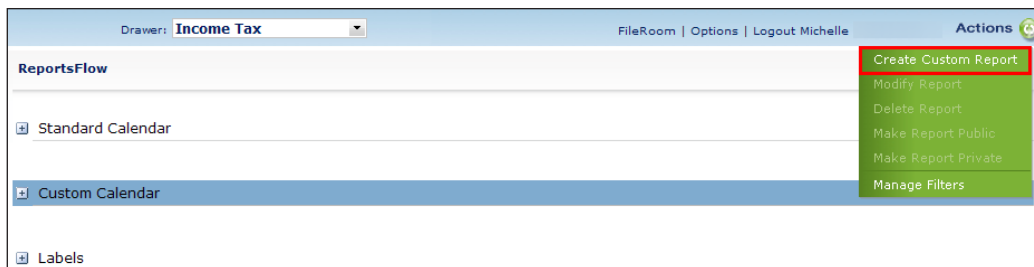 Drawer: Income Tax
FileRoom | Options | Logout Michelle
Actions
ReportsFlow
Create Custom Report
Modify Report
Delete Report
Make Report Public
Make Report Private
Manage Filters
Standard Calendar
Custom Calendar
Labels